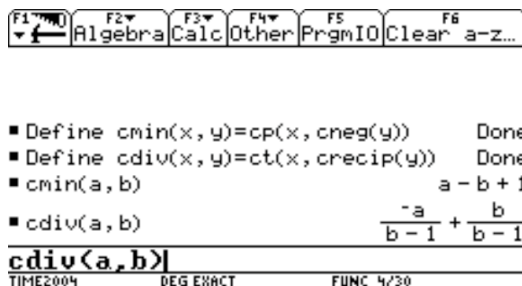 F1 F2 F3 F4 F5 F6
Algebra Calc Other PrgmIO Clear a-z…
▪Define cmin(x,y)=cp(x,cneg(y)) Done
▪Define cdiv(x,y)=ct(x,crecip(y)) Done
▪cmin(a,b) a - b + 1
▪cdiv(a,b) ⁻a/(b - 1) + b/(b - 1)
cdiv(a,b)
TIME2004 DEG EXACT FUNC 4/30